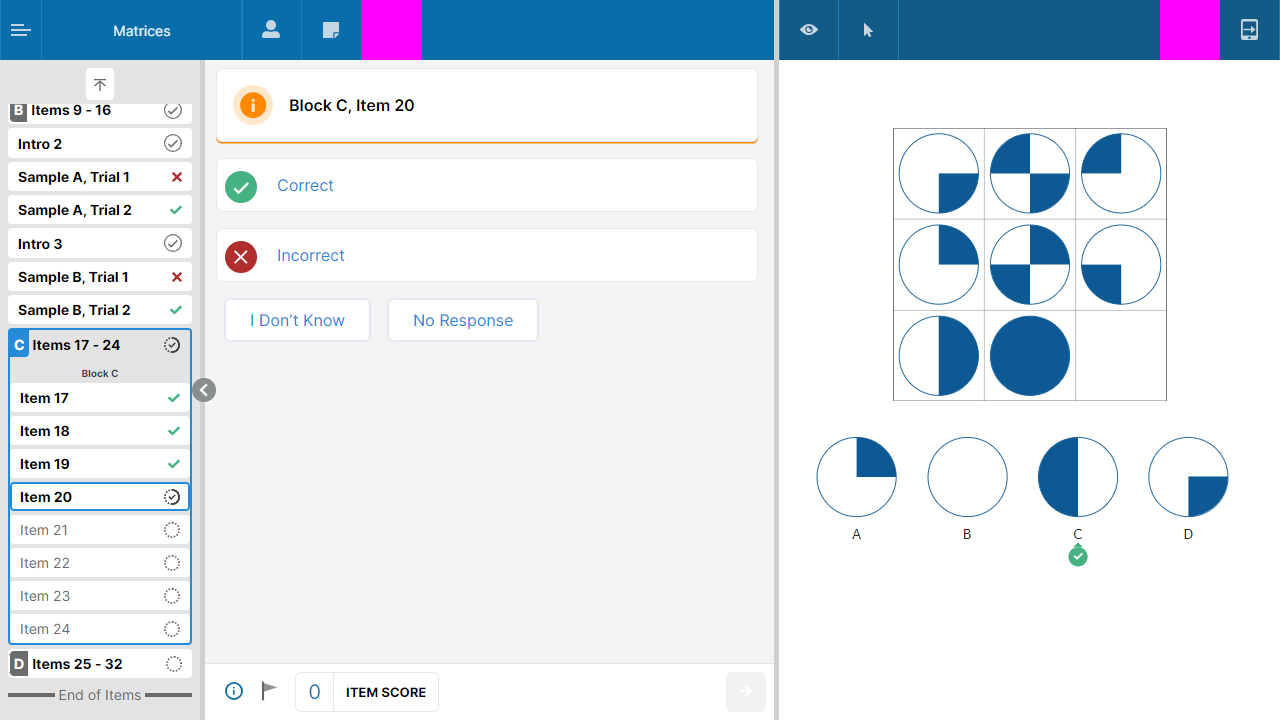 Matrices
B Items 9 - 16
Intro 2
Sample A, Trial 1
Sample A, Trial 2
Intro 3
Sample B, Trial 1
Sample B, Trial 2
C Items 17 - 24
Block C
Item 17
Item 18
Item 19
Item 20
Item 21
Item 22
Item 23
Item 24
D Items 25 - 32
End of Items
Block C, Item 20
Correct
Incorrect
I Don’t Know No Response
0 ITEM SCORE
A B C D